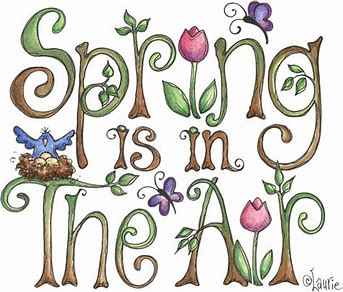 Spring
is in
The Air
©Laurie